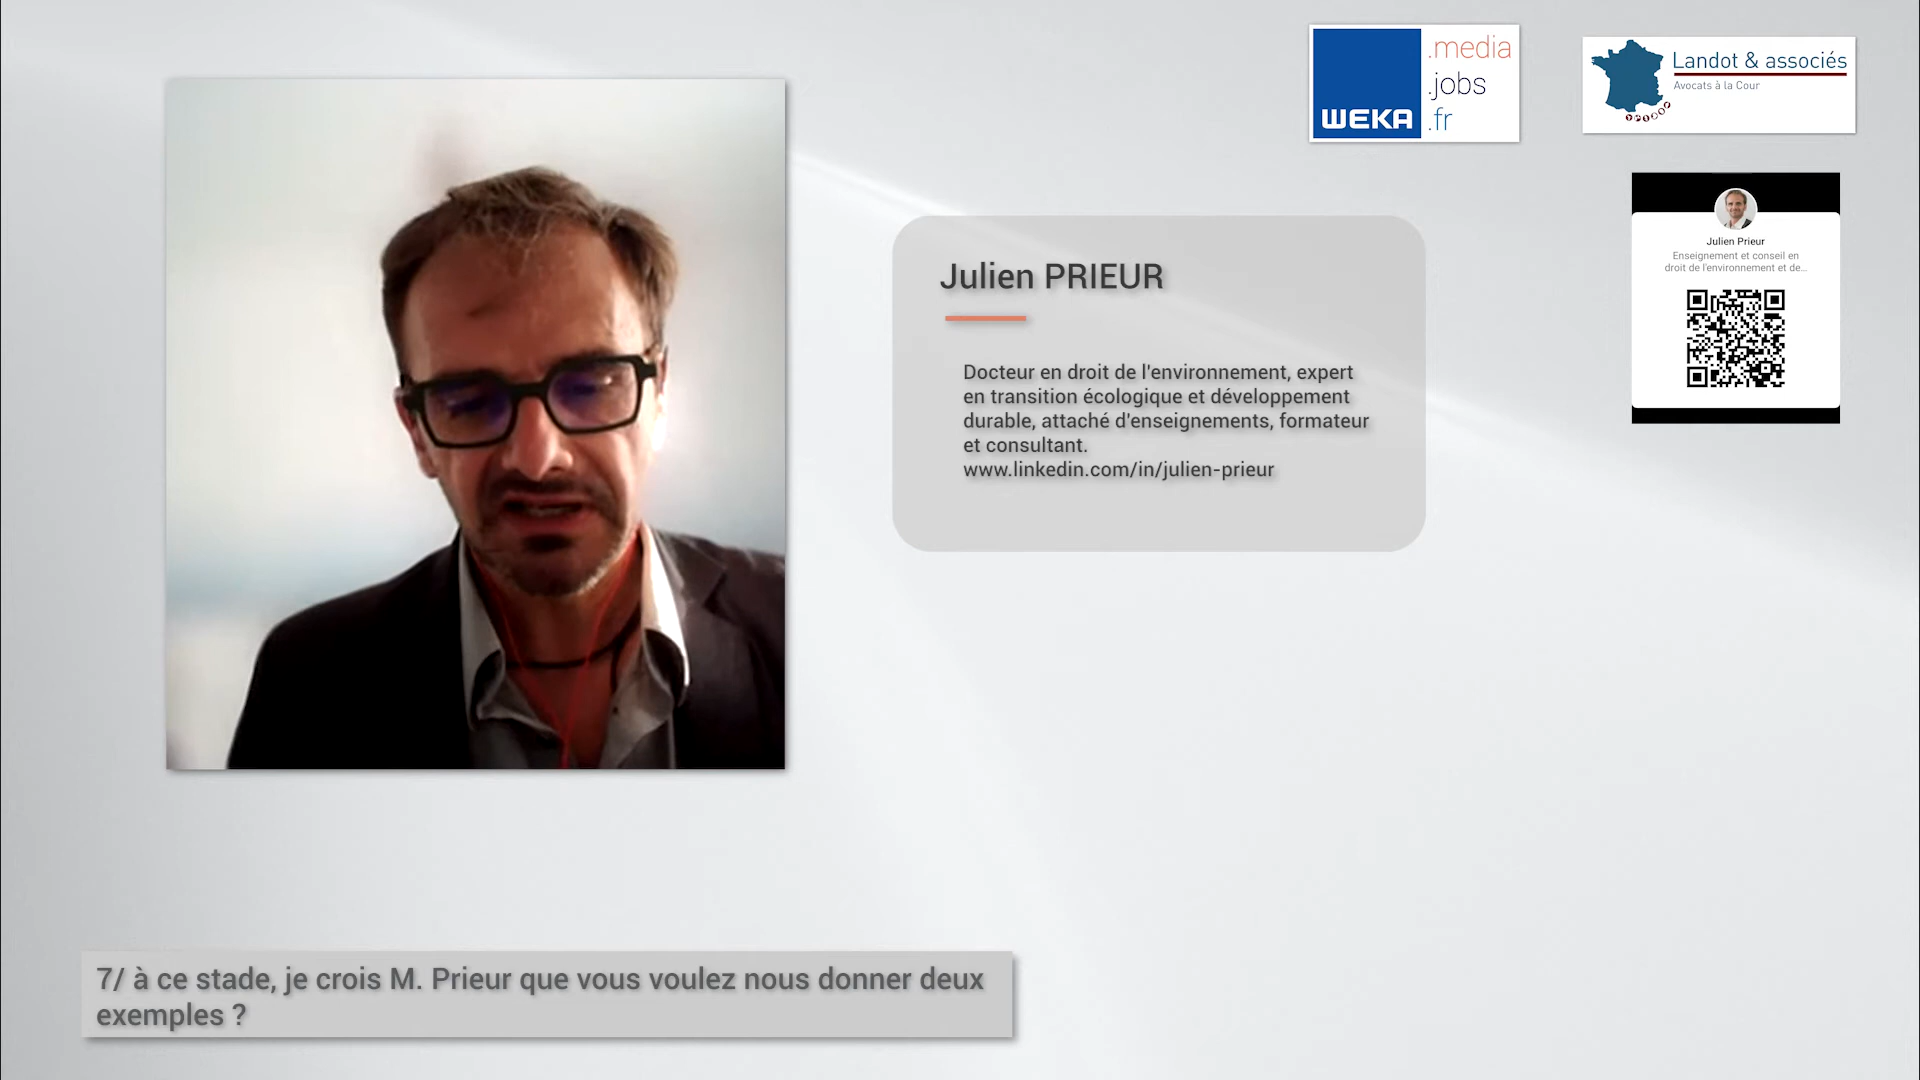 WEKA
.media
.jobs
.fr
Landot & associés
Avocats à la Cour
Julien Prieur
Enseignement et conseil en
droit de l'environnement et de...
Julien PRIEUR
Docteur en droit de l'environnement, expert
en transition écologique et développement
durable, attaché d'enseignements, formateur
et consultant.
www.linkedin.com/in/julien-prieur
7/ à ce stade, je crois M. Prieur que vous voulez nous donner deux
exemples ?